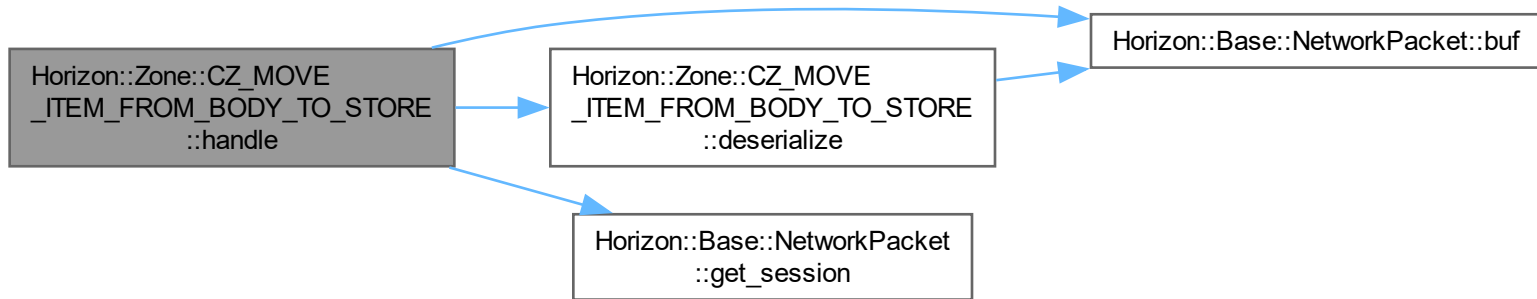 Horizon::Zone::CZ_MOVE
_ITEM_FROM_BODY_TO_STORE
::handle
Horizon::Zone::CZ_MOVE
_ITEM_FROM_BODY_TO_STORE
::deserialize
Horizon::Base::NetworkPacket::buf
Horizon::Base::NetworkPacket
::get_session